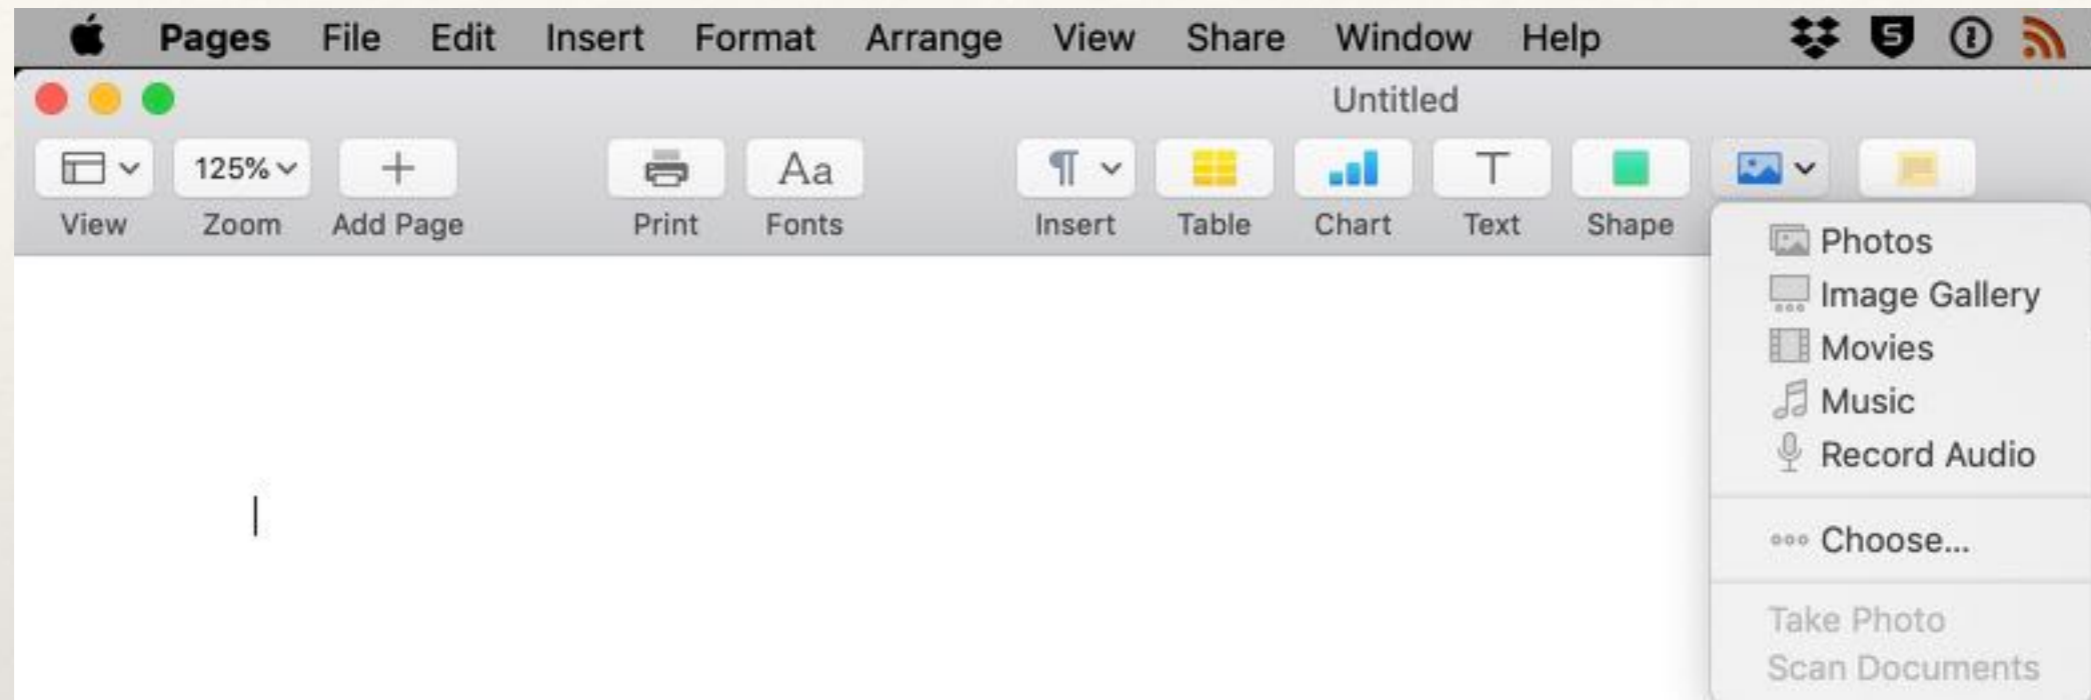 Pages File Edit Insert Format Arrange View Share Window Help
Untitled
125%
View Zoom Add Page Print Fonts Insert Table Chart Text Shape
Photos
Image Gallery
Movies
Music
Record Audio
Choose...
Take Photo
Scan Documents